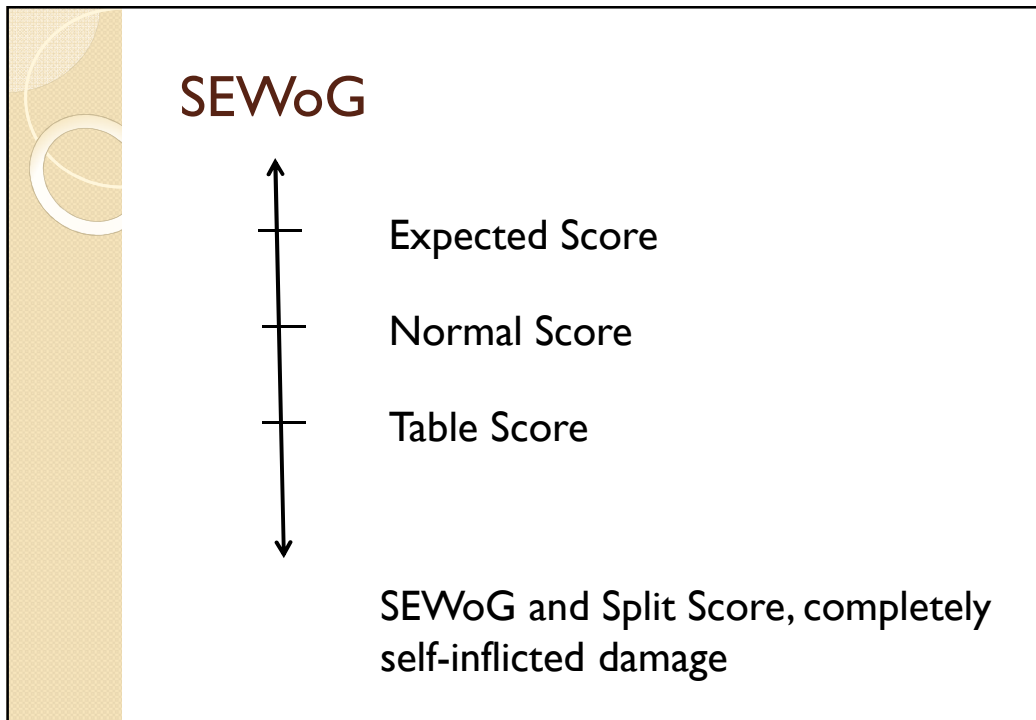 SEWoG
Expected Score
Normal Score
Table Score
SEWoG and Split Score, completely
self-inflicted damage